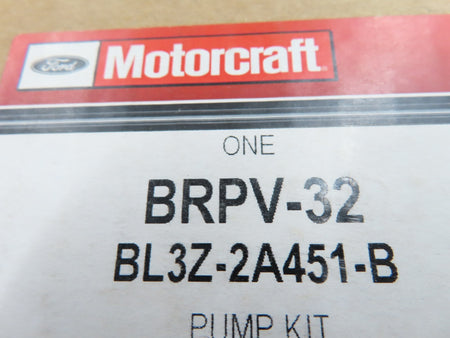 Ford Motorcraft
ONE
BRPV-32
BL3Z-2A451-B
PUMP KIT